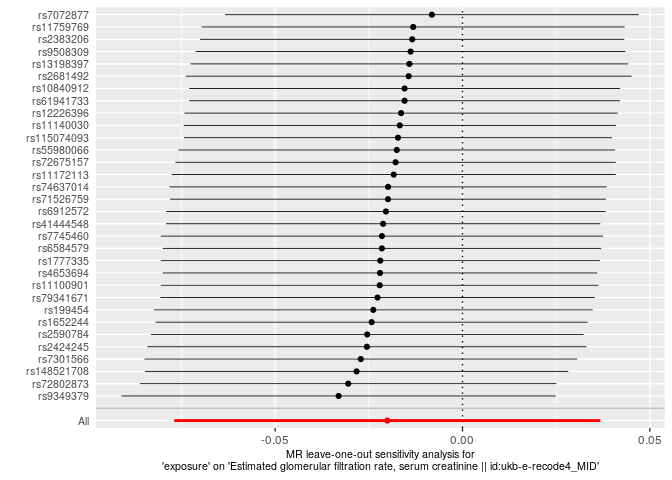 rs7072877
rs11759769
rs2383206
rs9508309
rs13198397
rs2681492
rs10840912
rs61941733
rs12226396
rs11140030
rs115074093
rs55980066
rs72675157
rs11172113
rs74637014
rs71526759
rs6912572
rs41444548
rs7745460
rs6584579
rs1777335
rs4653694
rs11100901
rs79341671
rs199454
rs1652244
rs2590784
rs2424245
rs7301566
rs148521708
rs72802873
rs9349379
All
-0.05 0.00 0.05
MR leave-one-out sensitivity analysis for
'exposure' on 'Estimated glomerular filtration rate, serum creatinine || id:ukb-e-recode4_MID'